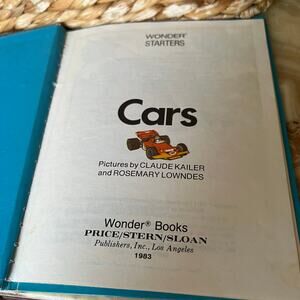 WONDER®
STARTERS
Cars
Pictures by CLAUDE KAILER
and ROSEMARY LOWNDES
Wonder® Books
PRICE/STERN/SLOAN
Publishers, Inc., Los Angeles
1983